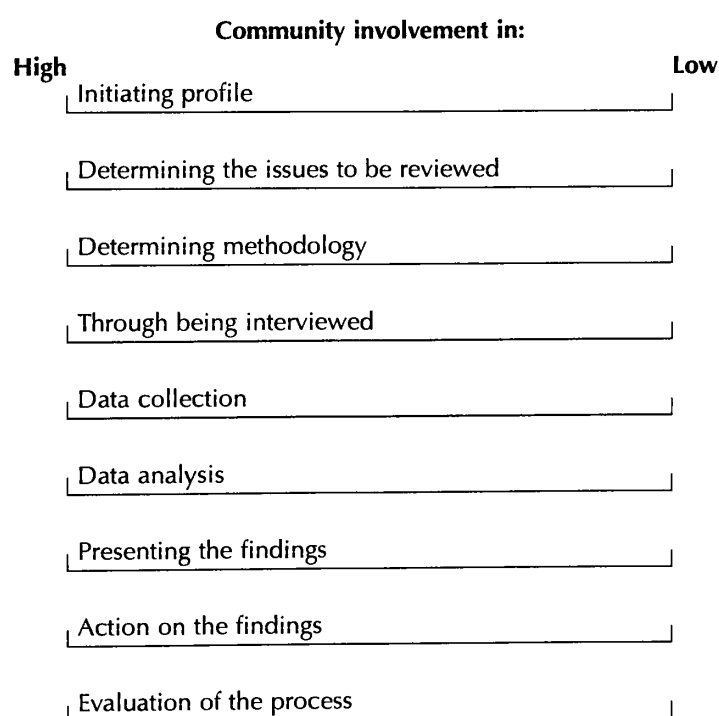 Community involvement in:
High Low
Initiating profile
Determining the issues to be reviewed
Determining methodology
Through being interviewed
Data collection
Data analysis
Presenting the findings
Action on the findings
Evaluation of the process